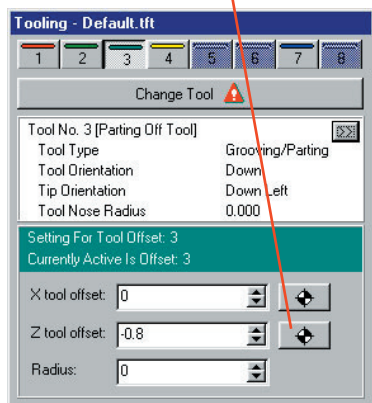 Tooling - Default.tft
1 2 3 4 5 6 7 8
Change Tool
Tool No. 3 [Parting Off Tool]
Tool Type Grooving/Parting
Tool Orientation Down
Tip Orientation Down Left
Tool Nose Radius 0.000
Setting For Tool Offset: 3
Currently Active Is Offset: 3
X tool offset: 0
Z tool offset: -0.8
Radius: 0